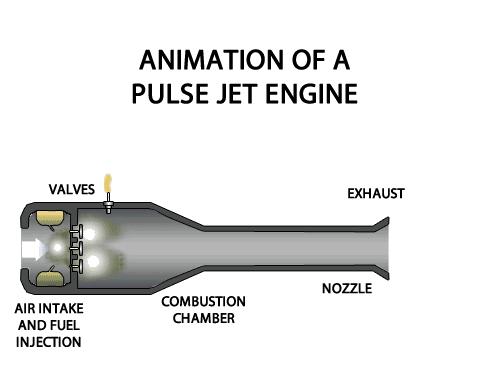 ANIMATION OF A
PULSE JET ENGINE
VALVES
EXHAUST
NOZZLE
COMBUSTION
CHAMBER
AIR INTAKE
AND FUEL
INJECTION